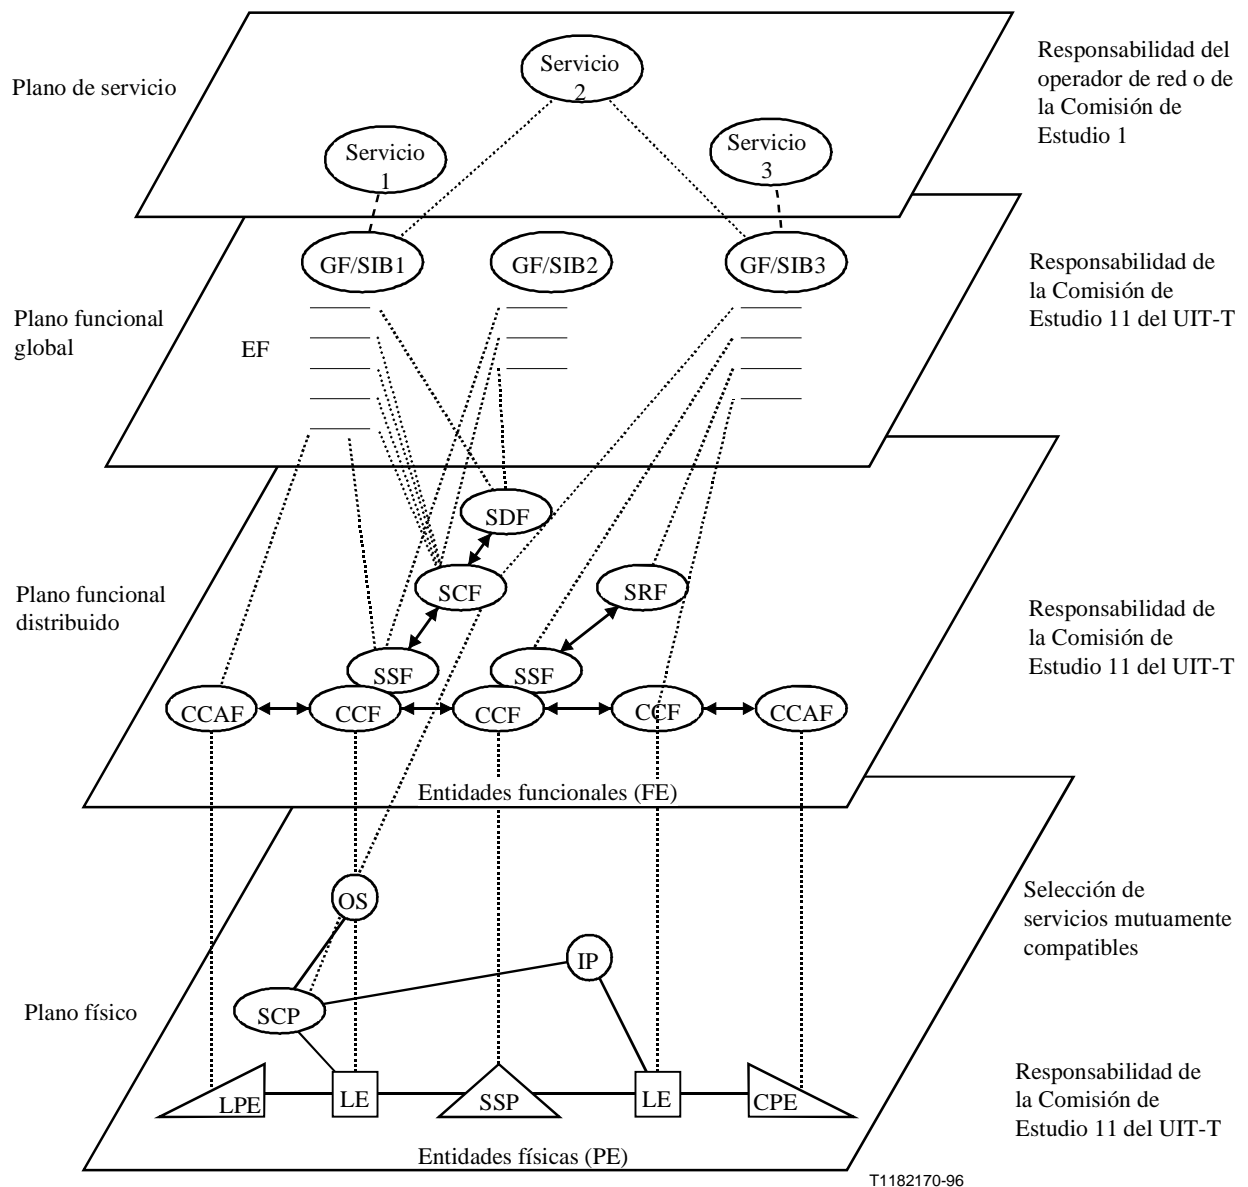 Plano de servicio
Servicio
2
Servicio
1
Servicio
3
Responsabilidad del
operador de red o de
la Comisión de
Estudio 1
Plano funcional
global
GF/SIB1
GF/SIB2
GF/SIB3
EF
Responsabilidad de
la Comisión de
Estudio 11 del UIT-T
Plano funcional
distribuido
SDF
SCF
SRF
SSF
SSF
CCAF
CCF
CCF
CCF
CCAF
Entidades funcionales (FE)
Responsabilidad de
la Comisión de
Estudio 11 del UIT-T
Plano físico
OS
IP
SCP
LPE
LE
SSP
LE
CPE
Entidades físicas (PE)
Selección de
servicios mutuamente
compatibles
Responsabilidad de
la Comisión de
Estudio 11 del UIT-T
T1182170-96